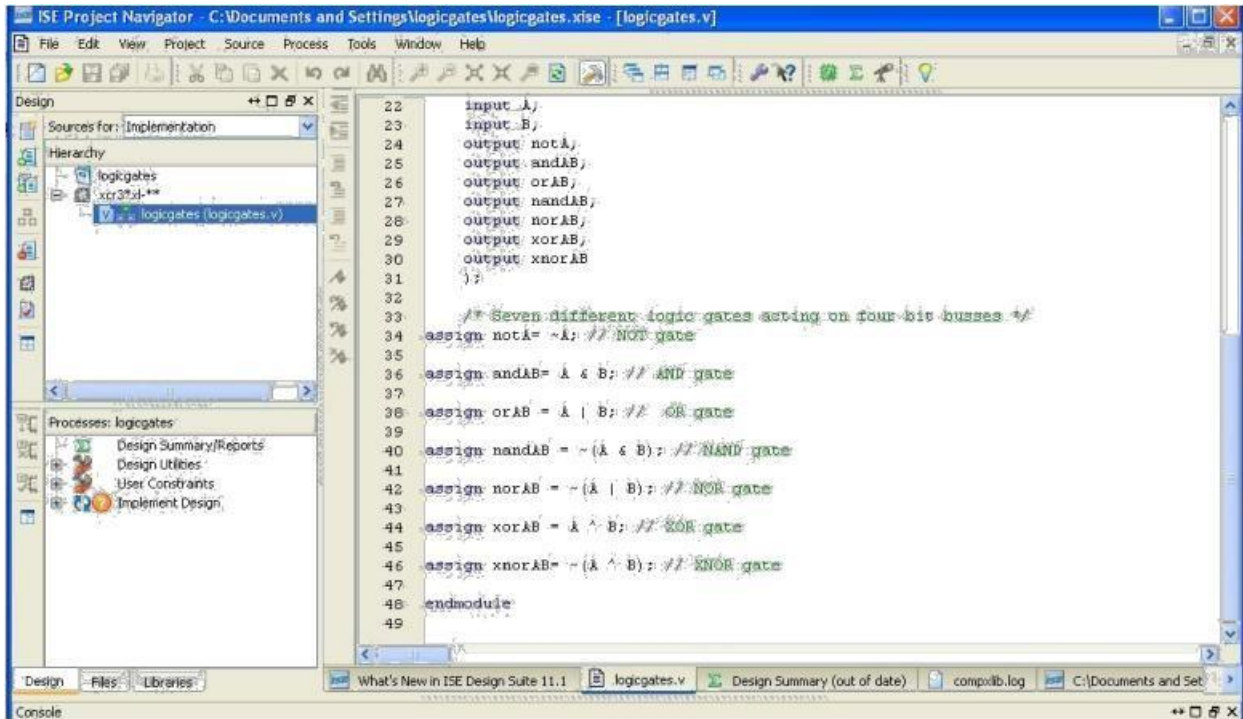 ISE Project Navigator - C:\Documents and Settings\logicgates\logicgates.xise - [logicgates.v]
File Edit View Project Source Process Tools Window Help
Design
Sources for: Implementation
Hierarchy
logicgates
xcr3*xl-**
logicgates (logicgates.v)
Processes: logicgates
Design Summary/Reports
Design Utilities
User Constraints
Implement Design
Design Files Libraries
22 input A,
23 input B,
24 output notA,
25 output andAB,
26 output orAB,
27 output nandAB,
28 output norAB,
29 output xorAB,
30 output xnorAB
31 );
32
33 /* Seven different logic gates acting on four bit busses */
34 assign notA= ~A; // NOT gate
35
36 assign andAB= A & B; // AND gate
37
38 assign orAB = A | B; // OR gate
39
40 assign nandAB = ~(A & B); // NAND gate
41
42 assign norAB = ~(A | B); // NOR gate
43
44 assign xorAB = A ^ B; // XOR gate
45
46 assign xnorAB= ~(A ^ B); // XNOR gate
47
48 endmodule
49
What's New in ISE Design Suite 11.1 logicgates.v Design Summary (out of date) compxlib.log C:\Documents and Set
Console